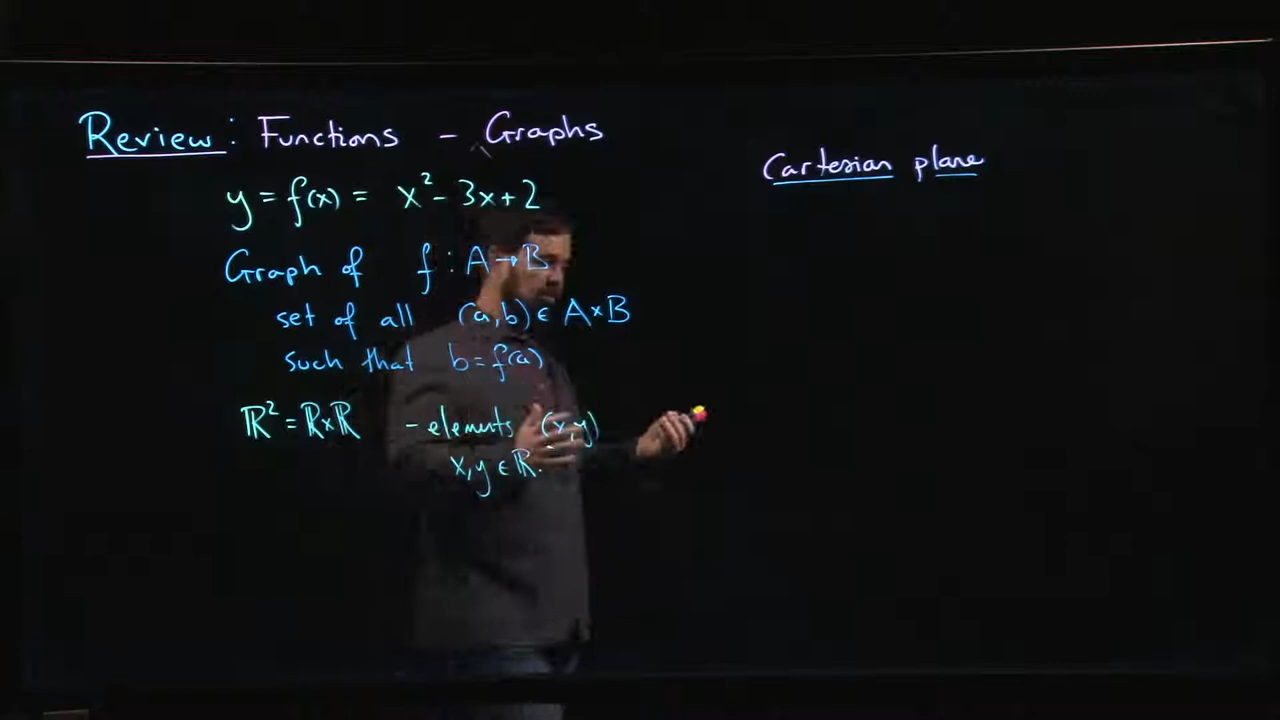 Review: Functions - Graphs
y = f(x) = x² - 3x + 2
Graph of f : A → B
set of all (a,b) ∈ A × B
such that b = f(a)
ℝ² = ℝ×ℝ - elements (x,y)
x,y ∈ ℝ.
Cartesian plane